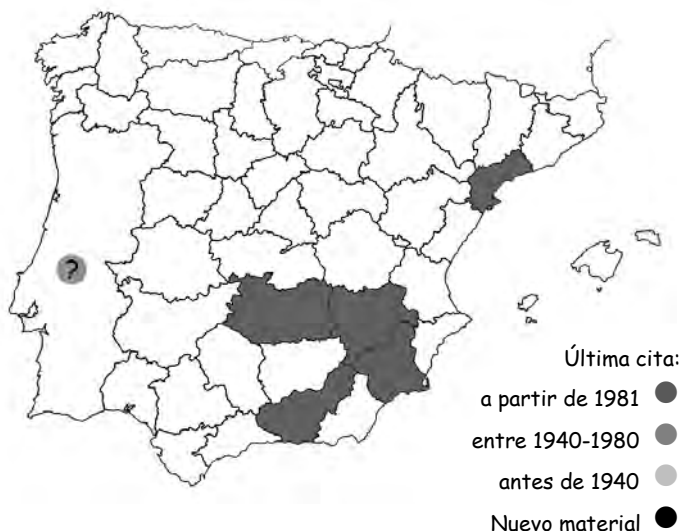 ?
Última cita:
a partir de 1981
entre 1940-1980
antes de 1940
Nuevo material